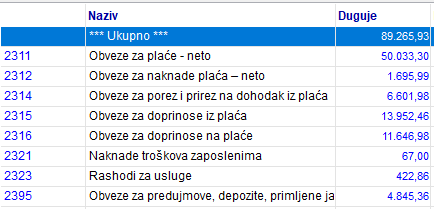 Naziv Duguje
*** Ukupno *** 89.265,93
2311 Obveze za plaće - neto 50.033,30
2312 Obveze za naknade plaća – neto 1.695,99
2314 Obveze za porez i prirez na dohodak iz plaća 6.601,98
2315 Obveze za doprinose iz plaća 13.952,46
2316 Obveze za doprinose na plaće 11.646,98
2321 Naknade troškova zaposlenima 67,00
2323 Rashodi za usluge 422,86
2395 Obveze za predujmove, depozite, primljene ja 4.845,36